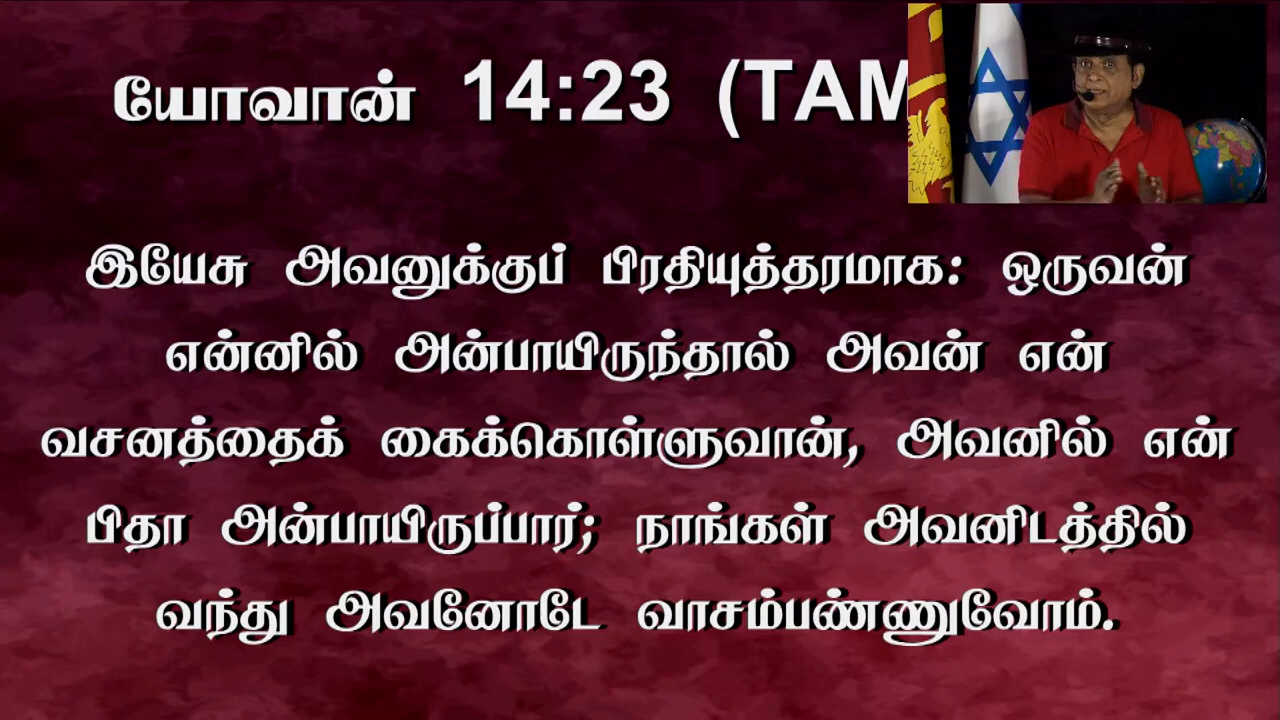 யோவான் 14:23 (TAM
இயேசு அவனுக்குப் பிரதியுத்தரமாக: ஒருவன்
என்னில் அன்பாயிருந்தால் அவன் என்
வசனத்தைக் கைக்கொள்ளுவான், அவனில் என்
பிதா அன்பாயிருப்பார்; நாங்கள் அவனிடத்தில்
வந்து அவனோடே வாசம்பண்ணுவோம்.